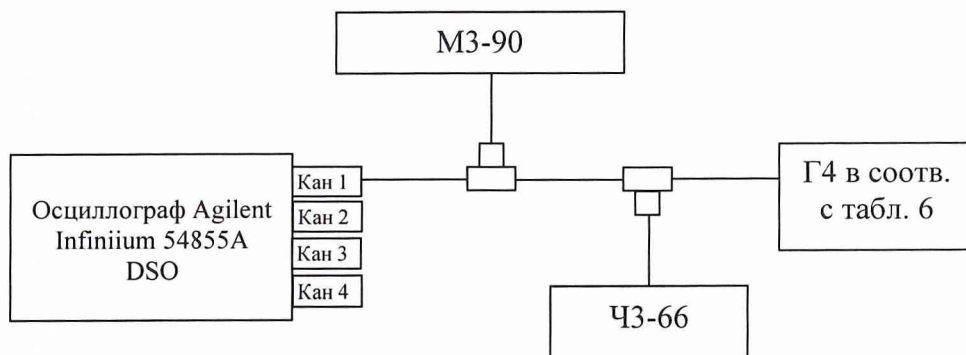 М3-90
Осциллограф Agilent
Infiniium 54855A
DSO
Кан 1
Кан 2
Кан 3
Кан 4
Г4 в соотв.
с табл. 6
Ч3-66